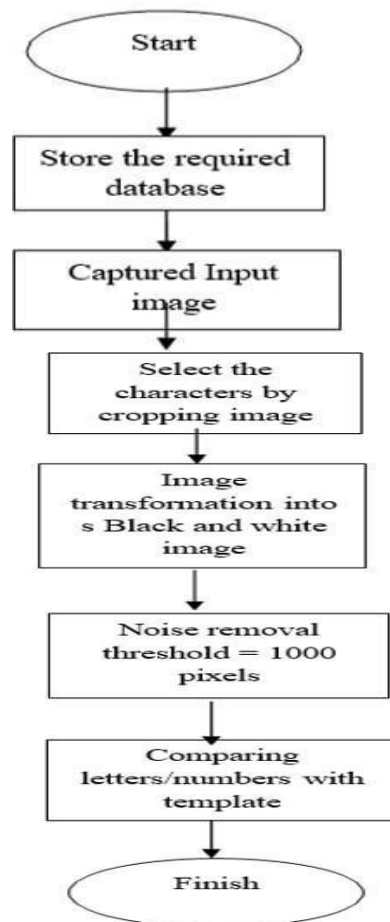 Start
Store the required
database
Captured Input
image
Select the
characters by
cropping image
Image
transformation into
s Black and white
image
Noise removal
threshold = 1000
pixels
Comparing
letters/numbers with
template
Finish